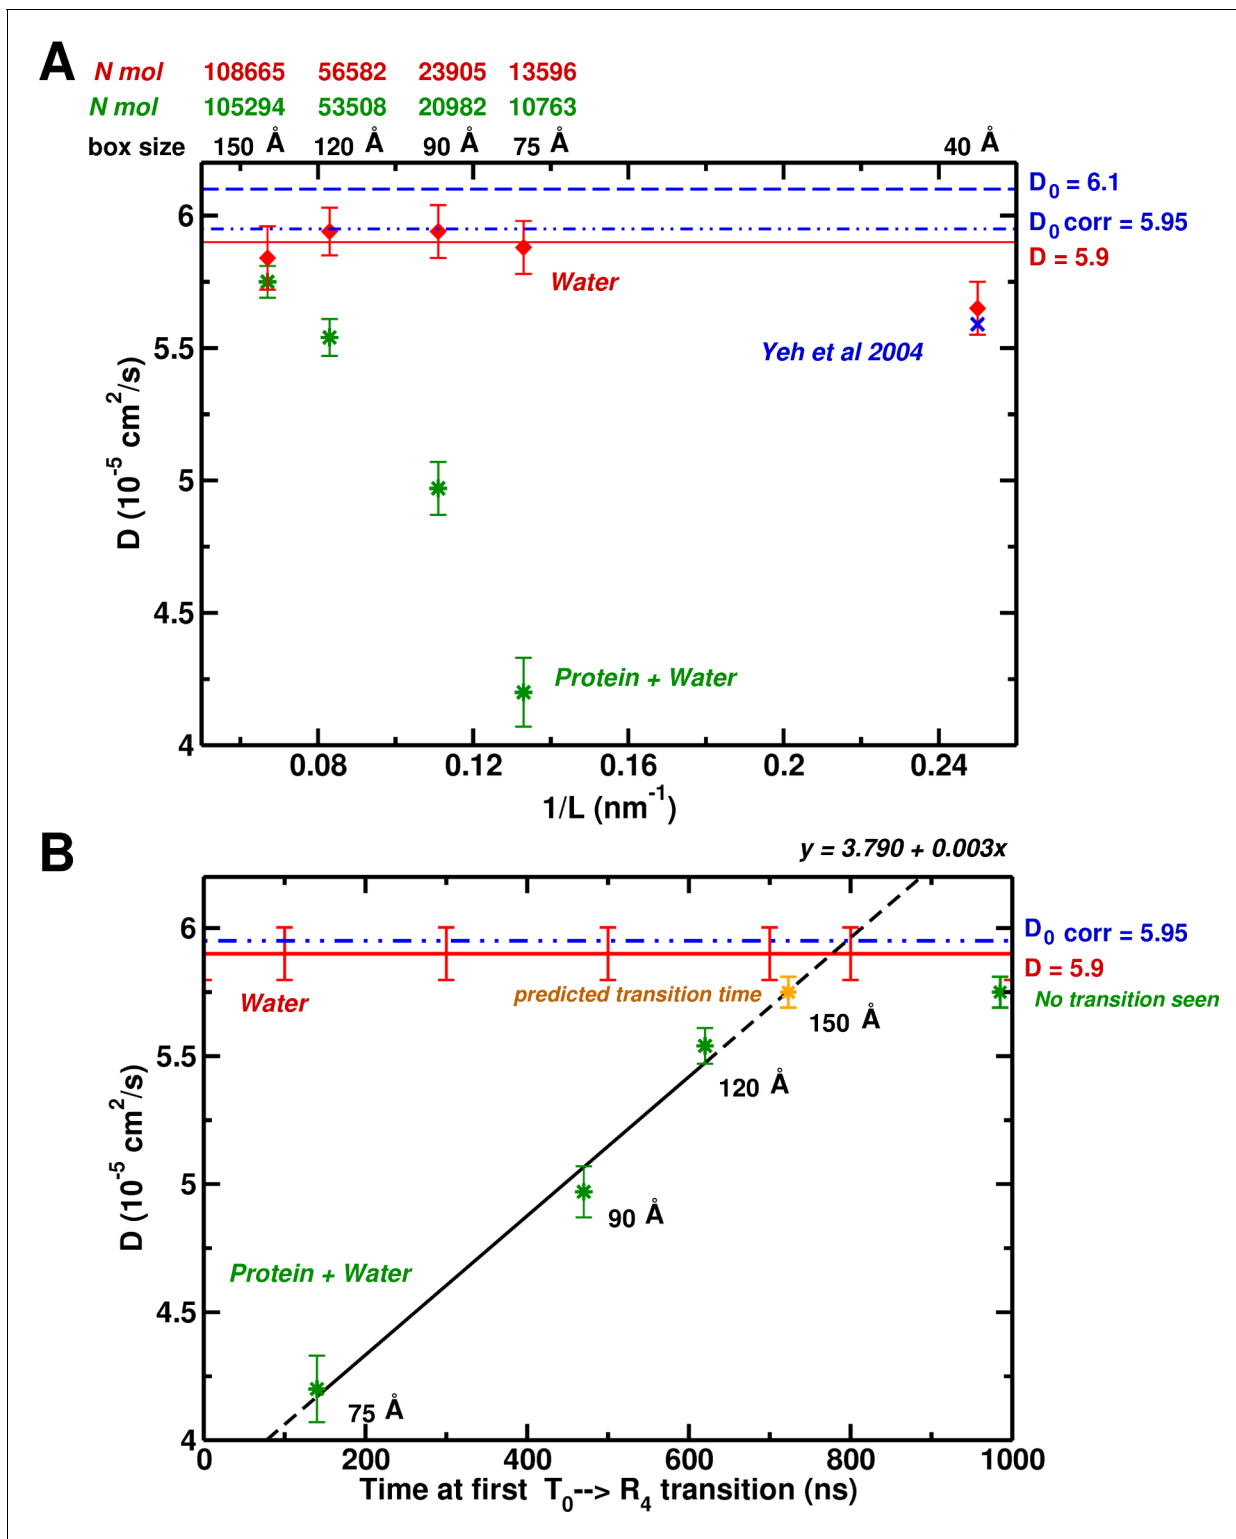 A
N mol 108665 56582 23905 13596
N mol 105294 53508 20982 10763
box size 150 Å 120 Å 90 Å 75 Å 40 Å
D₀ = 6.1
6
D₀ corr = 5.95
D = 5.9
Water
Yeh et al 2004
5.5
D (10⁻⁵ cm²/s)
5
4.5
Protein + Water
4
0.08 0.12 0.16 0.2 0.24
1/L (nm⁻¹)
B
y = 3.790 + 0.003x
6
D₀ corr = 5.95
D = 5.9
Water
predicted transition time
No transition seen
150 Å
5.5
120 Å
D (10⁻⁵ cm²/s)
5
90 Å
Protein + Water
4.5
75 Å
4
0 200 400 600 800 1000
Time at first T₀--> R₄ transition (ns)